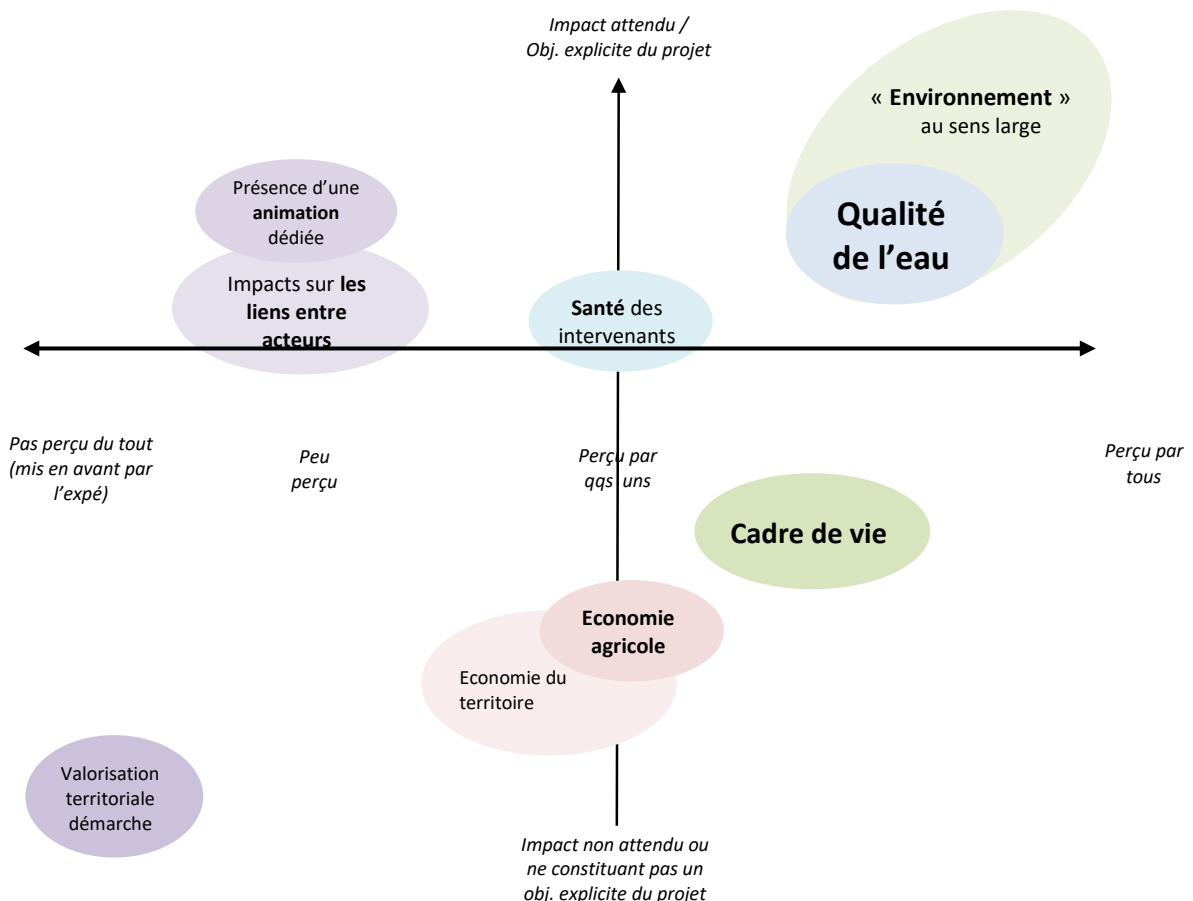 Impact attendu /
Obj. explicite du projet
« Environnement »
au sens large
Présence d’une
animation
dédiée
Qualité
de l’eau
Impacts sur les
liens entre
acteurs
Santé des
intervenants
Pas perçu du tout
(mis en avant par
l’expé)
Peu
perçu
Perçu par
qqs uns
Perçu par
tous
Cadre de vie
Economie
agricole
Economie du
territoire
Valorisation
territoriale
démarche
Impact non attendu ou
ne constituant pas un
obj. explicite du projet